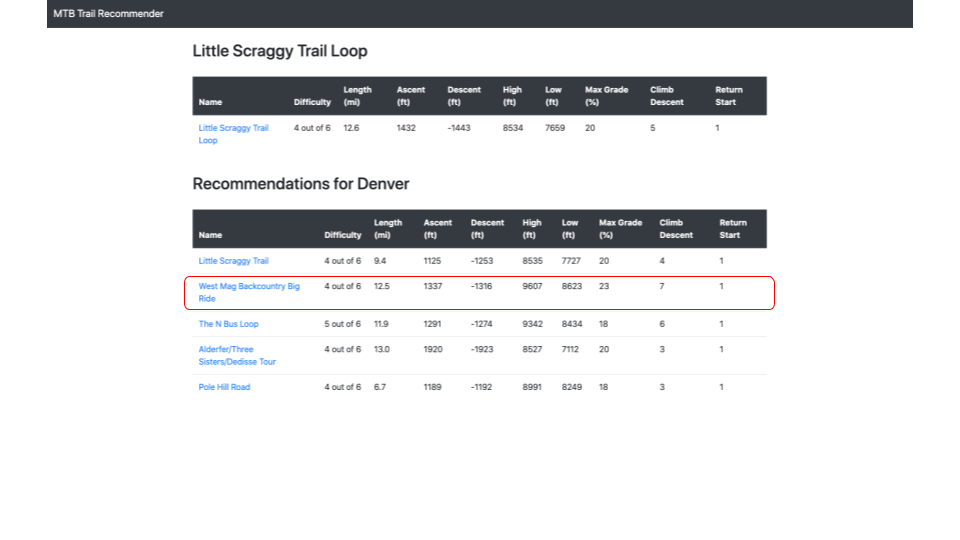 MTB Trail Recommender
Little Scraggy Trail Loop
Name Difficulty Length (mi) Ascent (ft) Descent (ft) High (ft) Low (ft) Max Grade (%) Climb Descent Return Start
Little Scraggy Trail Loop 4 out of 6 12.6 1432 -1443 8534 7659 20 5 1
Recommendations for Denver
Name Difficulty Length (mi) Ascent (ft) Descent (ft) High (ft) Low (ft) Max Grade (%) Climb Descent Return Start
Little Scraggy Trail 4 out of 6 9.4 1125 -1253 8535 7727 20 4 1
West Mag Backcountry Big Ride 4 out of 6 12.5 1337 -1316 9607 8623 23 7 1
The N Bus Loop 5 out of 6 11.9 1291 -1274 9342 8434 18 6 1
Alderfer/Three Sisters/Dedisse Tour 4 out of 6 13.0 1920 -1923 8527 7112 20 3 1
Pole Hill Road 4 out of 6 6.7 1189 -1192 8991 8249 18 3 1